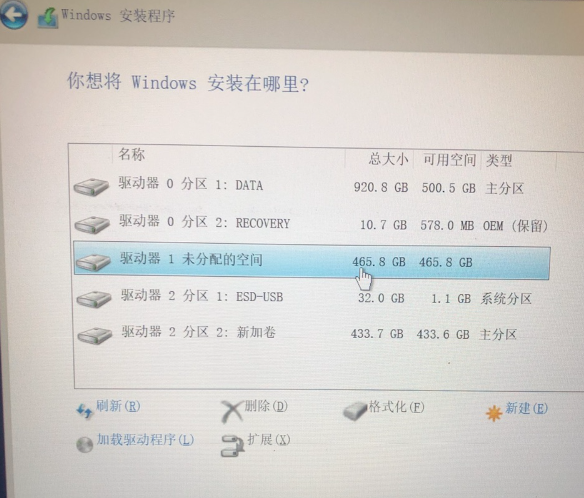 Windows 安装程序
你想将 Windows 安装在哪里?
名称 总大小 可用空间 类型
驱动器 0 分区 1: DATA 920.8 GB 500.5 GB 主分区
驱动器 0 分区 2: RECOVERY 10.7 GB 578.0 MB OEM (保留)
驱动器 1 未分配的空间 465.8 GB 465.8 GB
驱动器 2 分区 1: ESD-USB 32.0 GB 1.1 GB 系统分区
驱动器 2 分区 2: 新加卷 433.7 GB 433.6 GB 主分区
刷新(R) 删除(D) 格式化(F) 新建(E)
加载驱动程序(L) 扩展(X)